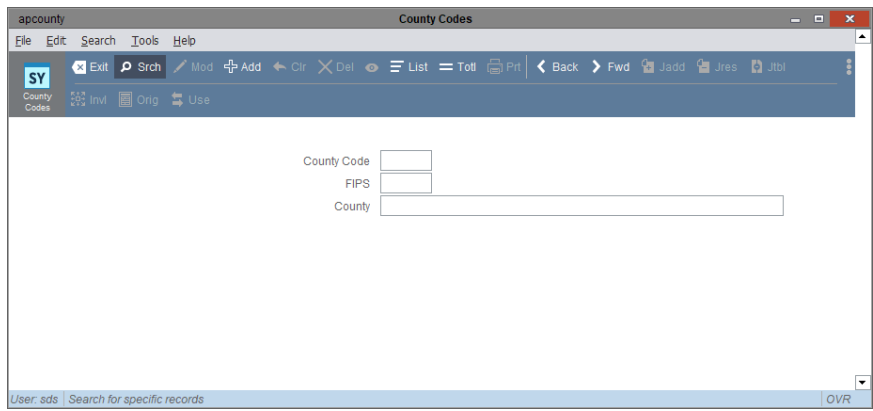 apcounty County Codes
File Edit Search Tools Help
SY
County
Codes
Exit Srch Mod Add Clr Del List Totl Prt Back Fwd Jadd Jres Jtbl
Invl Orig Use
County Code
FIPS
County
User: sds Search for specific records OVR